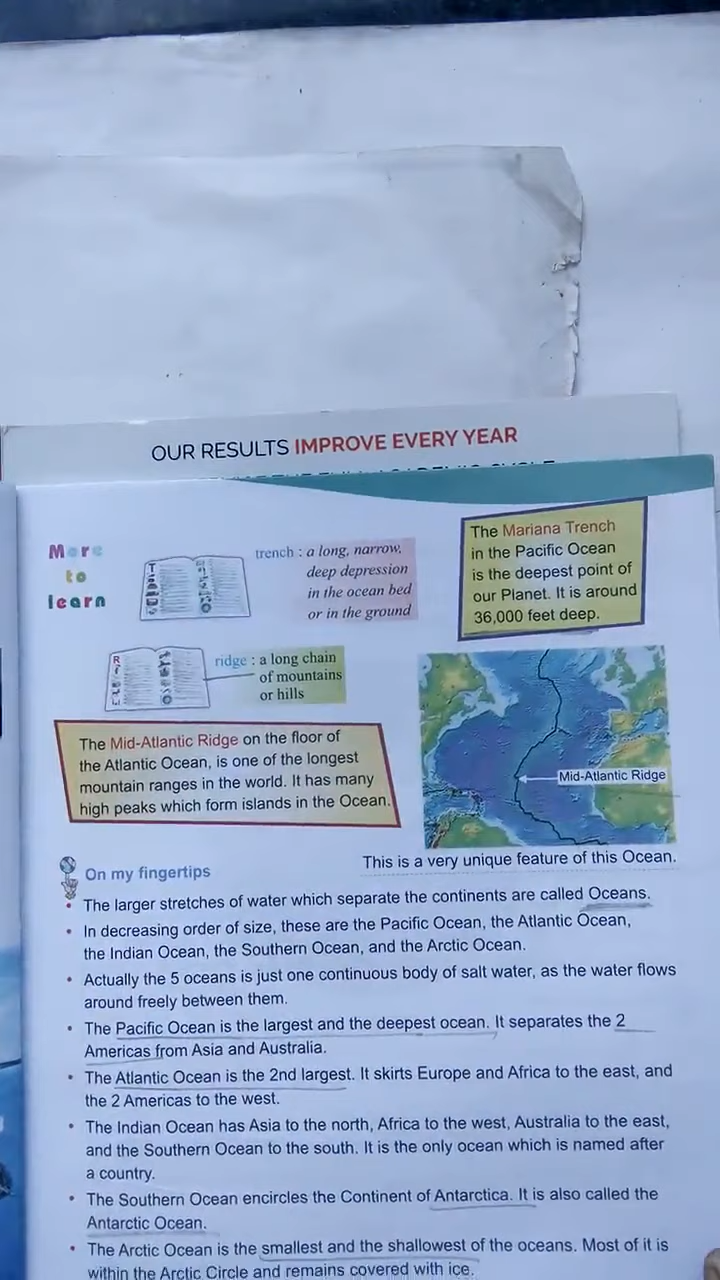 OUR RESULTS IMPROVE EVERY YEAR
More
to
learn
trench : a long, narrow,
deep depression
in the ocean bed
or in the ground
The Mariana Trench
in the Pacific Ocean
is the deepest point of
our Planet. It is around
36,000 feet deep.
R
ridge : a long chain
of mountains
or hills
The Mid-Atlantic Ridge on the floor of
the Atlantic Ocean, is one of the longest
mountain ranges in the world. It has many
high peaks which form islands in the Ocean.
Mid-Atlantic Ridge
This is a very unique feature of this Ocean.
On my fingertips
• The larger stretches of water which separate the continents are called Oceans.
• In decreasing order of size, these are the Pacific Ocean, the Atlantic Ocean,
the Indian Ocean, the Southern Ocean, and the Arctic Ocean.
• Actually the 5 oceans is just one continuous body of salt water, as the water flows
around freely between them.
• The Pacific Ocean is the largest and the deepest ocean. It separates the 2
Americas from Asia and Australia.
• The Atlantic Ocean is the 2nd largest. It skirts Europe and Africa to the east, and
the 2 Americas to the west.
• The Indian Ocean has Asia to the north, Africa to the west, Australia to the east,
and the Southern Ocean to the south. It is the only ocean which is named after
a country.
• The Southern Ocean encircles the Continent of Antarctica. It is also called the
Antarctic Ocean.
• The Arctic Ocean is the smallest and the shallowest of the oceans. Most of it is
within the Arctic Circle and remains covered with ice.